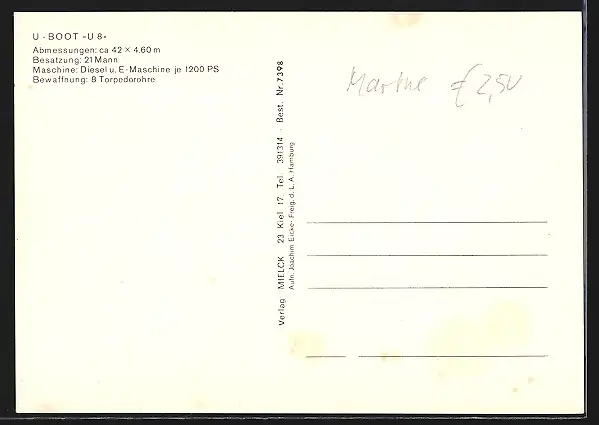 U - BOOT »U 8«
Abmessungen: ca 42 × 4.60 m
Besatzung: 21 Mann
Maschine: Diesel u. E-Maschine je 1200 PS
Bewaffnung: 8 Torpedorohre
Verlag MIELCK 23 Kiel 17. Tel. 391314 - Best. Nr. 7398
Aufn. Joachim Eicke - Freig. d. L. A. Hamburg
Marine € 2,50